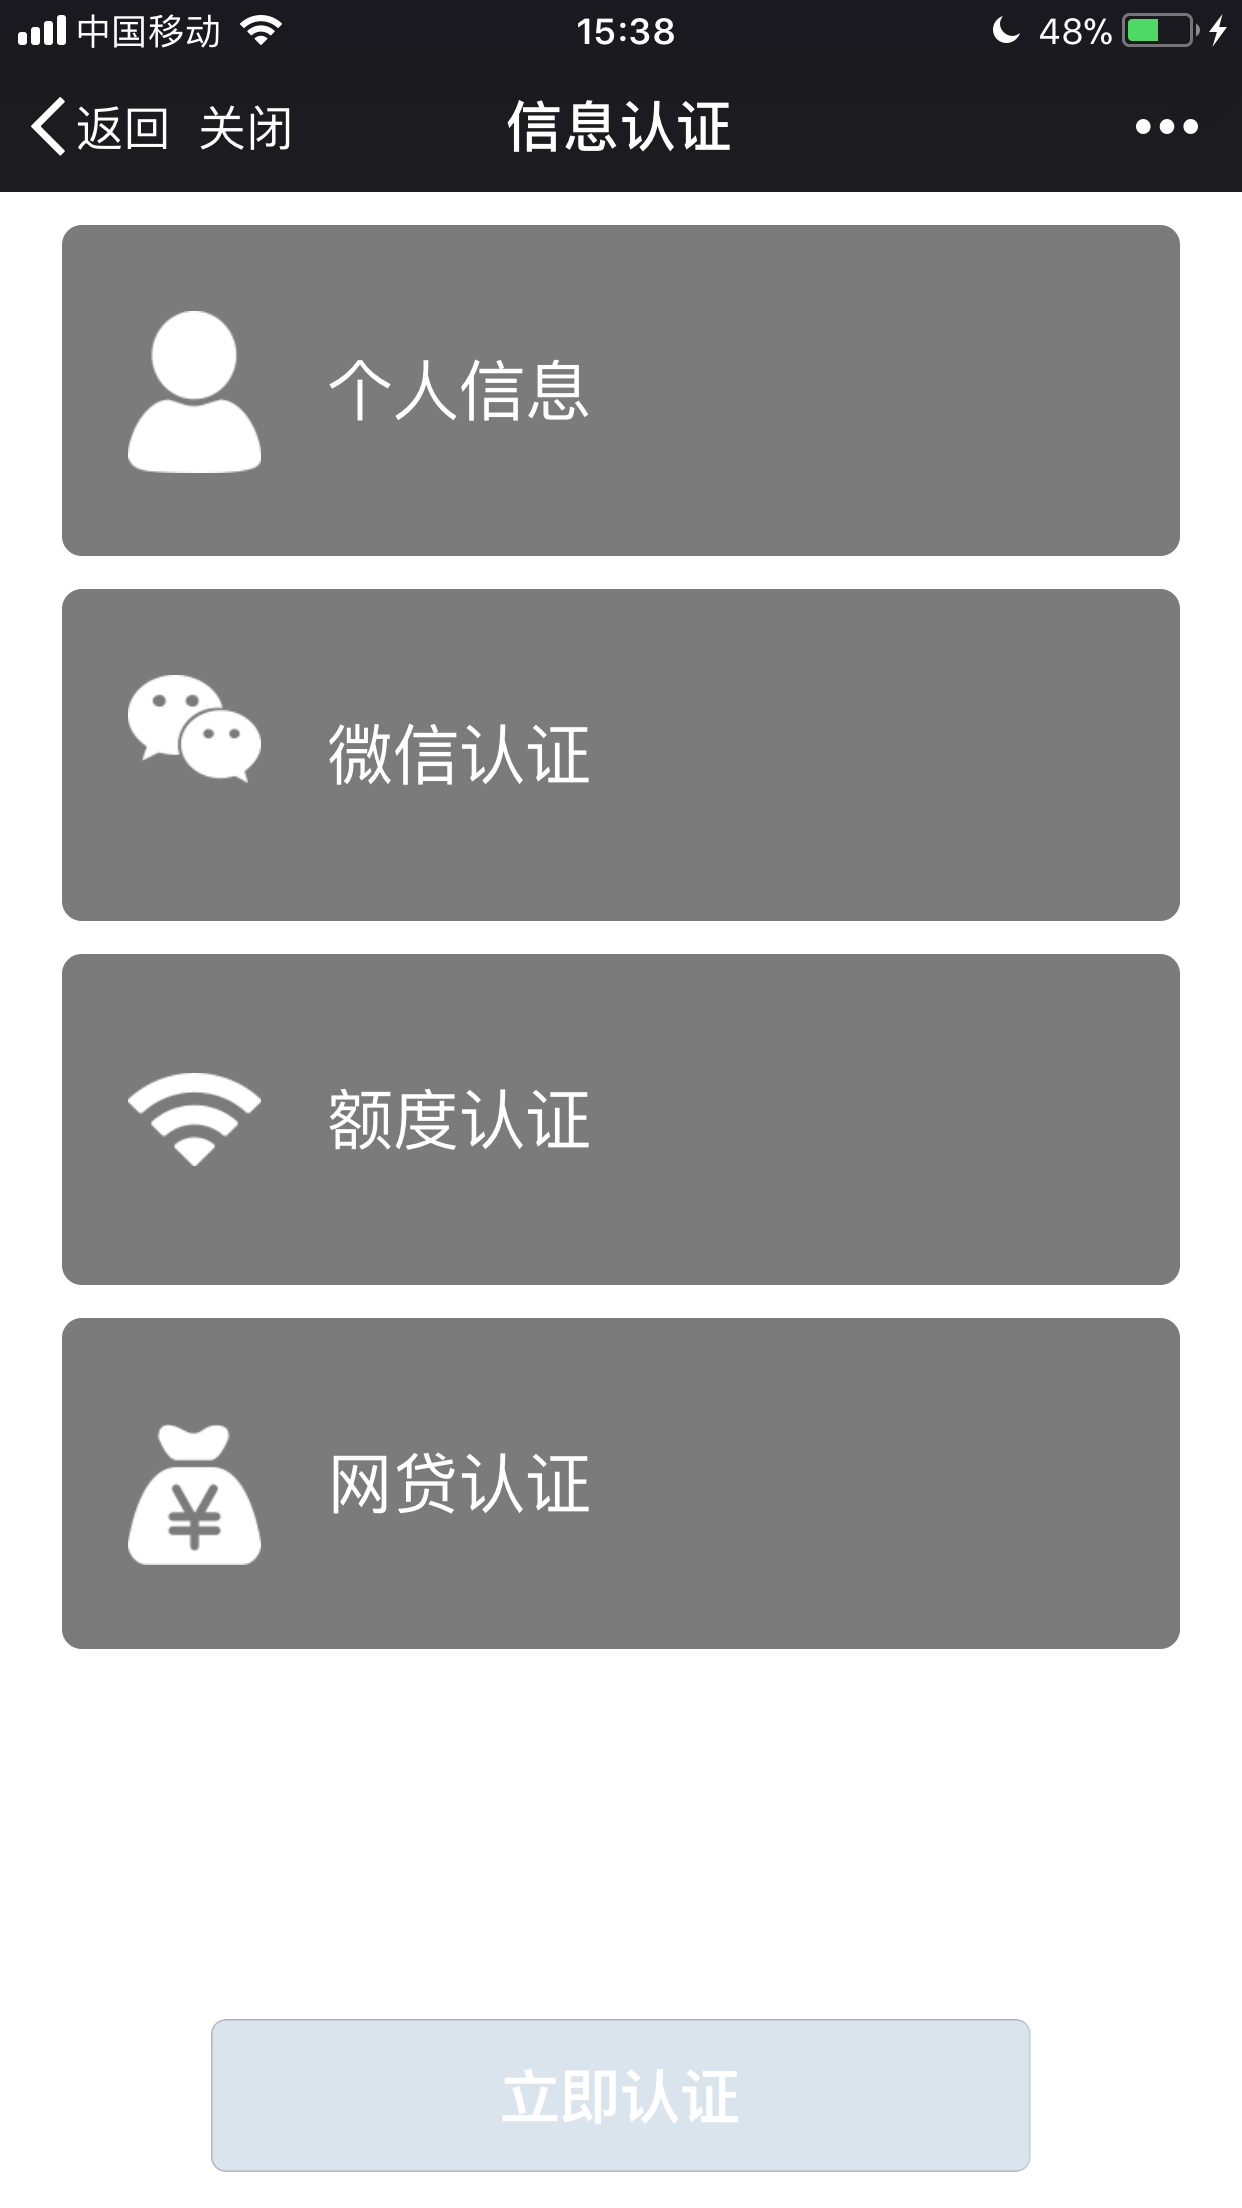 中国移动 15:38 48%
返回 关闭 信息认证
个人信息
微信认证
额度认证
网贷认证
立即认证